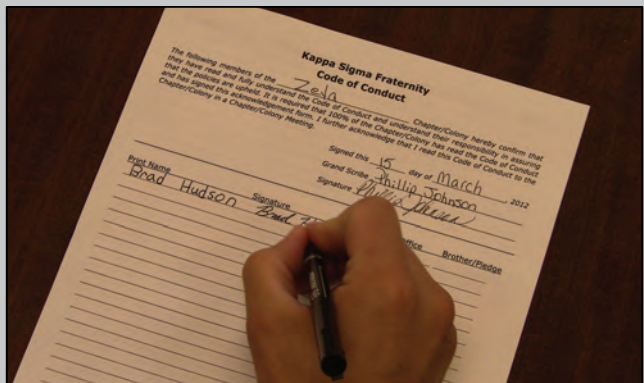 Kappa Sigma Fraternity
Code of Conduct
The following members of the Zeta Chapter/Colony hereby confirm that
they have read and fully understand the Code of Conduct and understand their responsibility in assuring
that the policies are upheld. It is required that 100% of the Chapter/Colony has read the Code of Conduct
and has signed this acknowledgement form. I further acknowledge that I read this Code of Conduct to the
Chapter/Colony in a Chapter/Colony Meeting.
Signed this 15 day of March, 2012
Grand Scribe Phillip Johnson
Signature Phillip Johnson
Print Name Signature Office Brother/Pledge
Brad Hudson Brad